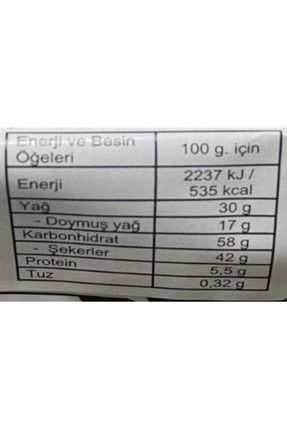 Enerji ve Besin Öğeleri 100 g. için
Enerji 2237 kJ / 535 kcal
Yağ 30 g
- Doymuş yağ 17 g
Karbonhidrat 58 g
- Şekerler 42 g
Protein 5,5 g
Tuz 0,32 g